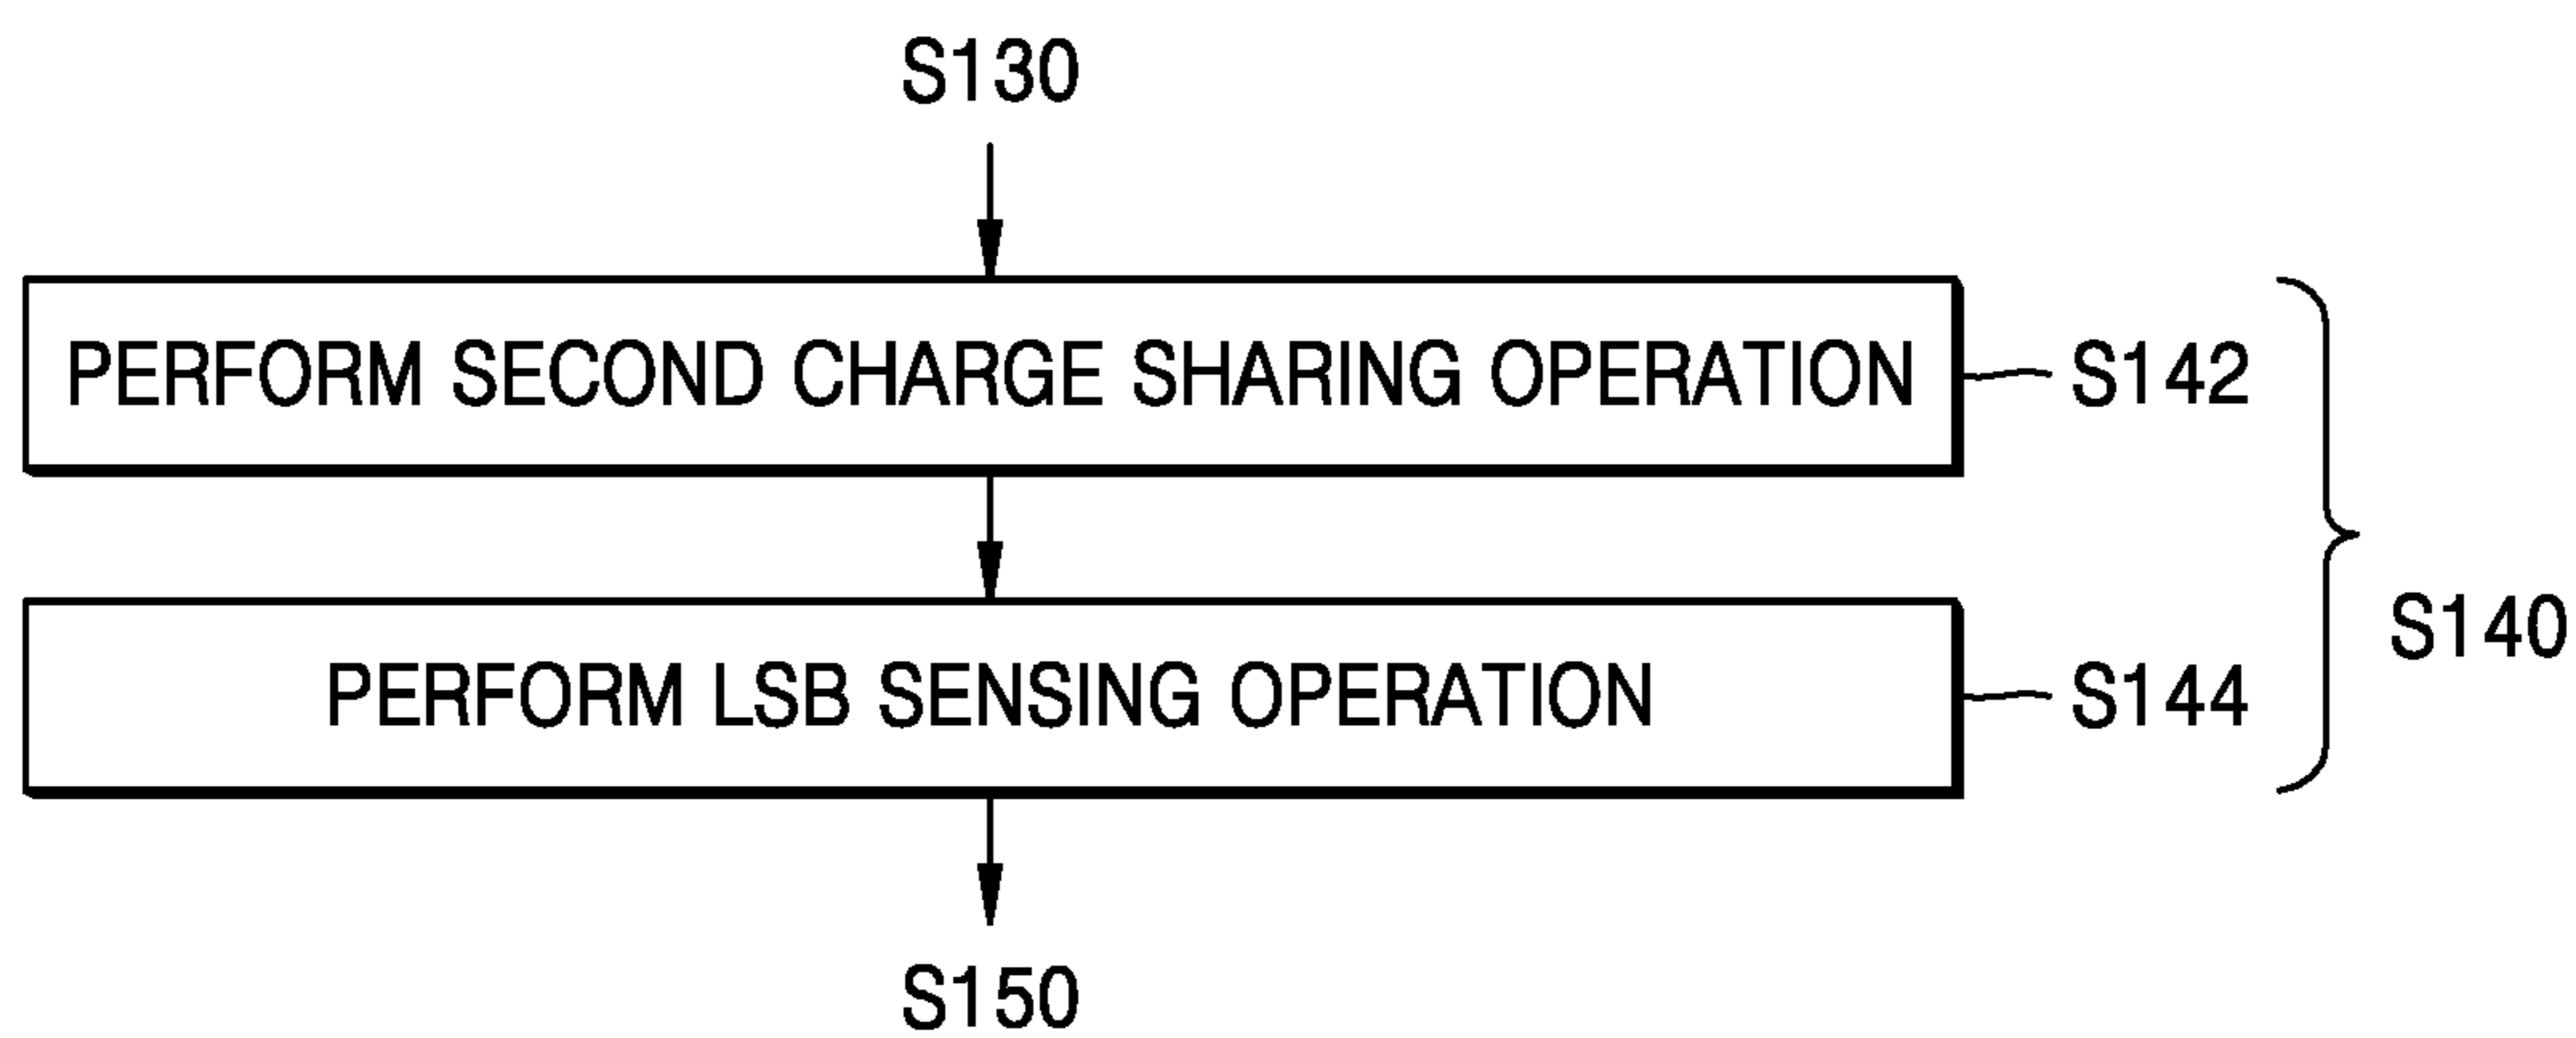 S130
PERFORM SECOND CHARGE SHARING OPERATION
S142
PERFORM LSB SENSING OPERATION
S144
S140
S150